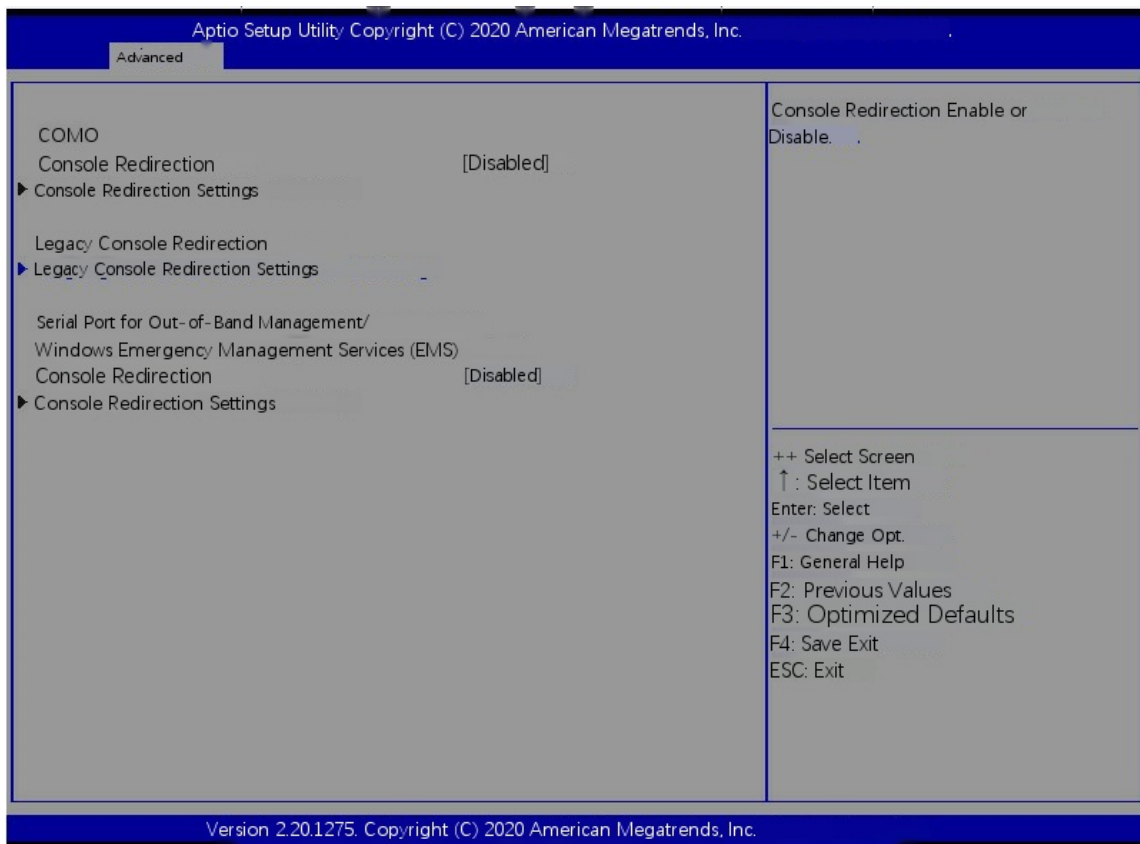 Aptio Setup Utility Copyright (C) 2020 American Megatrends, Inc.
Advanced
COMO
Console Redirection [Disabled]
Console Redirection Settings
Legacy Console Redirection
Legacy Console Redirection Settings
Serial Port for Out-of-Band Management/
Windows Emergency Management Services (EMS)
Console Redirection [Disabled]
Console Redirection Settings
Console Redirection Enable or
Disable.
++ Select Screen
↑: Select Item
Enter: Select
+/- Change Opt.
F1: General Help
F2: Previous Values
F3: Optimized Defaults
F4: Save Exit
ESC: Exit
Version 2.20.1275. Copyright (C) 2020 American Megatrends, Inc.